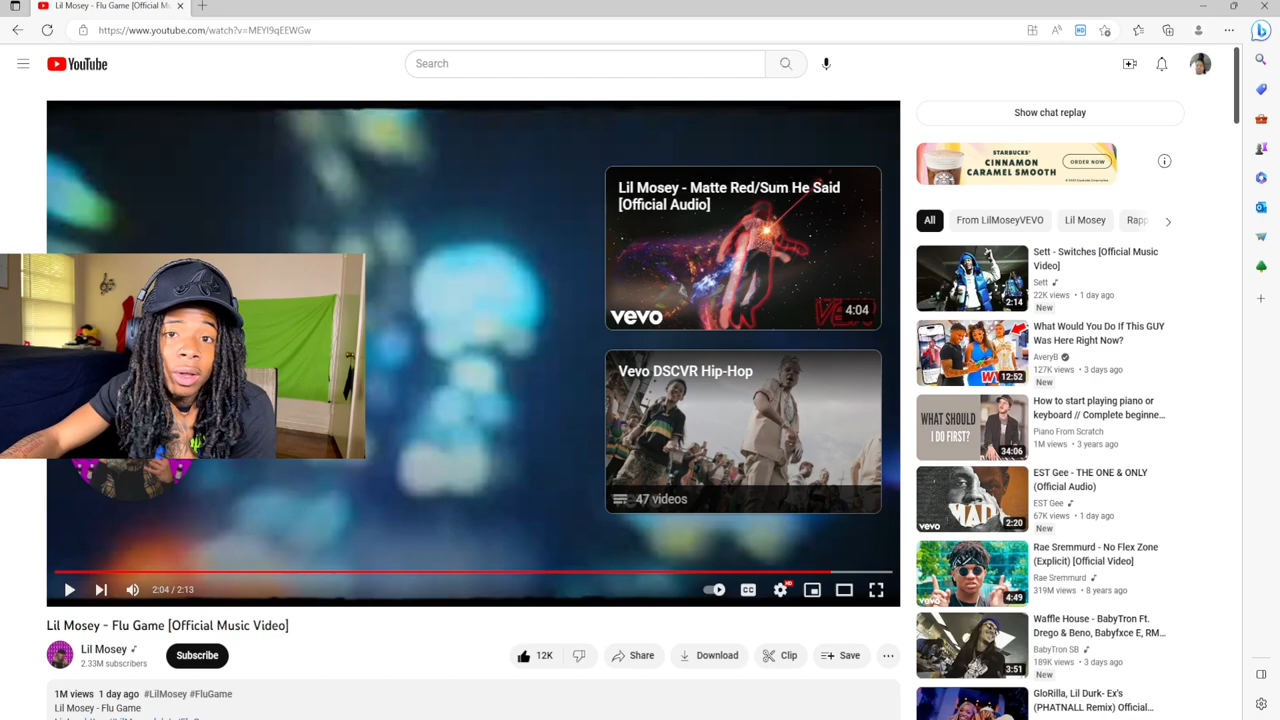 Lil Mosey - Flu Game [Official M
https://www.youtube.com/watch?v=MEYI9qEEWGw
YouTube
Search
Show chat replay
STARBUCKS®
CINNAMON
CARAMEL SMOOTH
ORDER NOW
All
From LilMoseyVEVO
Lil Mosey
Rapp
Lil Mosey - Matte Red/Sum He Said
[Official Audio]
vevo
4:04
Vevo DSCVR Hip-Hop
47 videos
2:04 / 2:13
CC
HD
Lil Mosey - Flu Game [Official Music Video]
Lil Mosey
2.33M subscribers
Subscribe
12K
Share
Download
Clip
Save
1M views 1 day ago #LilMosey #FluGame
Lil Mosey - Flu Game
2:14
Sett - Switches [Official Music
Video]
Sett
22K views • 1 day ago
New
12:52
What Would You Do If This GUY
Was Here Right Now?
AveryB
127K views • 3 days ago
New
WHAT SHOULD
I DO FIRST?
34:06
How to start playing piano or
keyboard // Complete beginne...
Piano From Scratch
1M views • 3 years ago
vevo
MAD
2:20
EST Gee - THE ONE & ONLY
(Official Audio)
EST Gee
67K views • 1 day ago
New
vevo
4:49
Rae Sremmurd - No Flex Zone
(Explicit) [Official Video]
Rae Sremmurd
319M views • 8 years ago
3:51
Waffle House - BabyTron Ft.
Drego & Beno, Babyfxce E, RM...
BabyTron SB
189K views • 3 days ago
New
GloRilla, Lil Durk- Ex's
(PHATNALL Remix) Official...